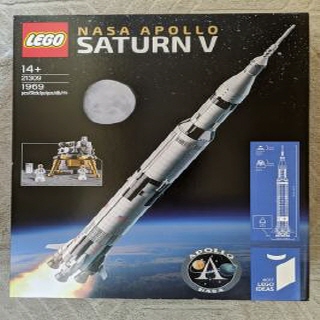 LEGO
NASA APOLLO
SATURN V
14+
21309
1969
APOLLO
NASA
LEGO
IDEAS